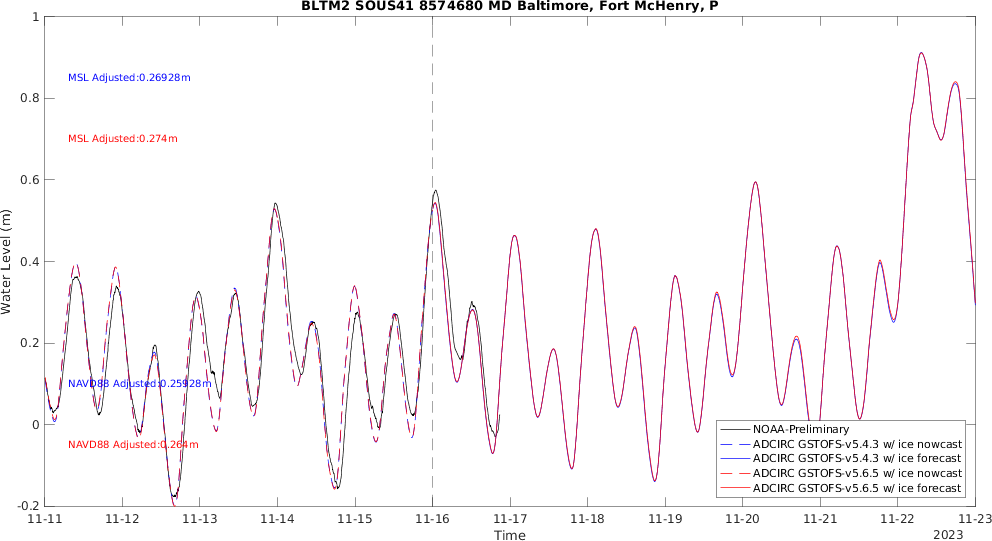 BLTM2 SOUS41 8574680 MD Baltimore, Fort McHenry, P
1
0.8
0.6
0.4
0.2
0
-0.2
Water Level (m)
MSL Adjusted:0.26928m
MSL Adjusted:0.274m
NAVD88 Adjusted:0.25928m
NAVD88 Adjusted:0.264m
NOAA-Preliminary
ADCIRC GSTOFS-v5.4.3 w/ ice nowcast
ADCIRC GSTOFS-v5.4.3 w/ ice forecast
ADCIRC GSTOFS-v5.6.5 w/ ice nowcast
ADCIRC GSTOFS-v5.6.5 w/ ice forecast
11-11 11-12 11-13 11-14 11-15 11-16 11-17 11-18 11-19 11-20 11-21 11-22 11-23
Time
2023